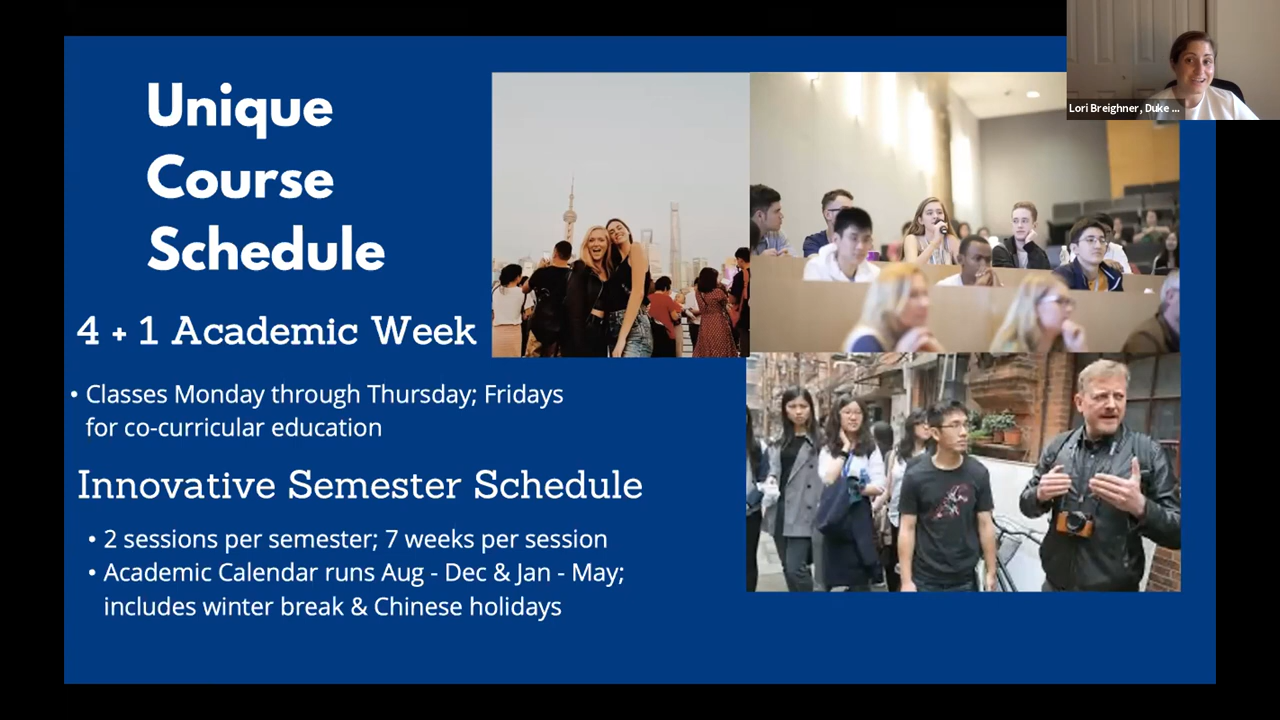 Unique
Course
Schedule
4 + 1 Academic Week
• Classes Monday through Thursday; Fridays
for co-curricular education
Innovative Semester Schedule
• 2 sessions per semester; 7 weeks per session
• Academic Calendar runs Aug - Dec & Jan - May;
includes winter break & Chinese holidays
Lori Breighner, Duke ...